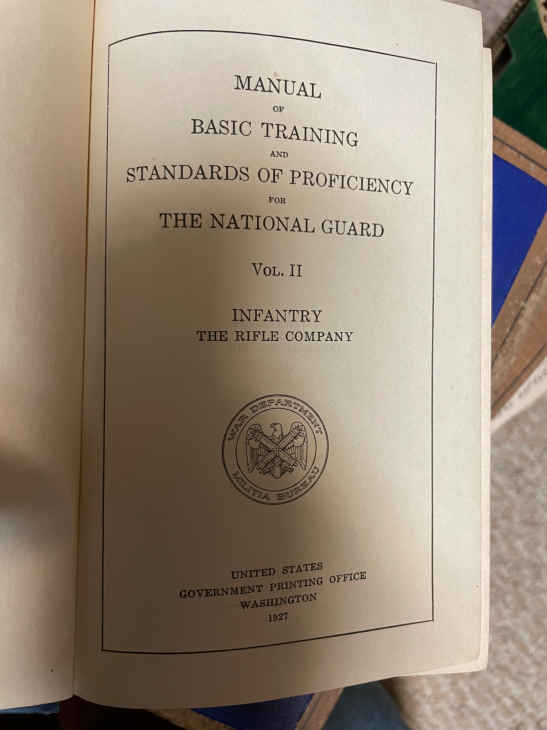 MANUAL
OF
BASIC TRAINING
AND
STANDARDS OF PROFICIENCY
FOR
THE NATIONAL GUARD
VOL. II
INFANTRY
THE RIFLE COMPANY
WAR DEPARTMENT
MILITIA BUREAU
UNITED STATES
GOVERNMENT PRINTING OFFICE
WASHINGTON
1927